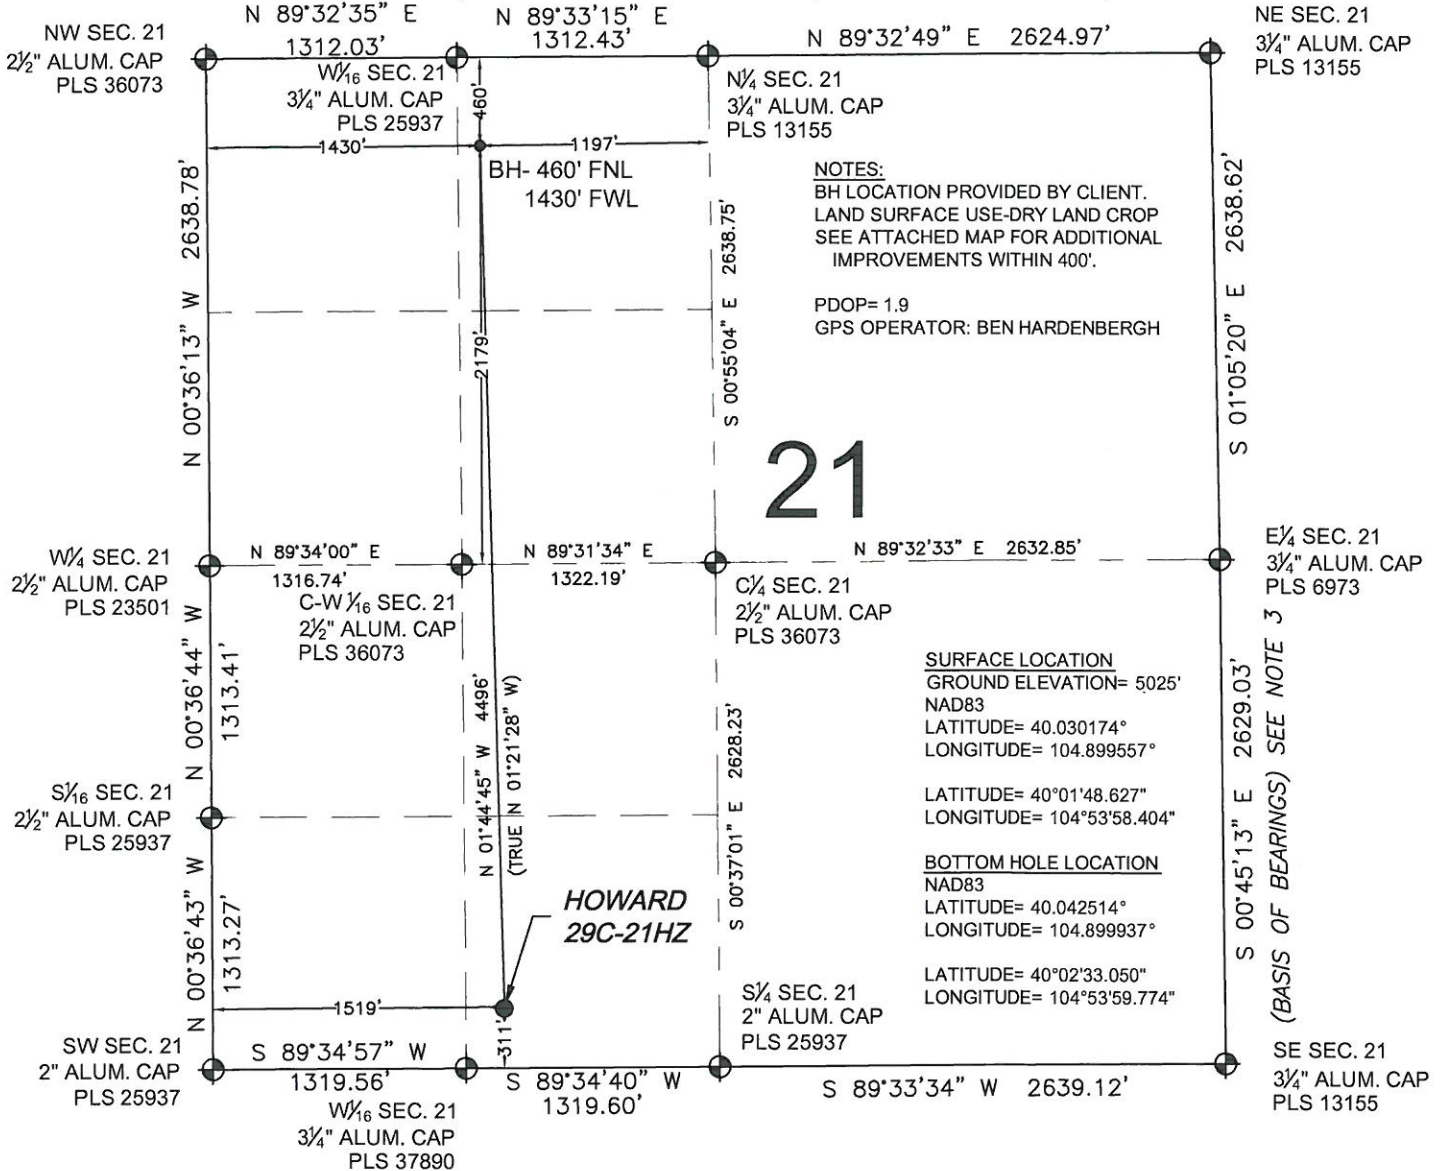 N 89°32'35" E
1312.03'
N 89°33'15" E
1312.43'
N 89°32'49" E 2624.97'
NW SEC. 21
2½" ALUM. CAP
PLS 36073
W⅟16 SEC. 21
3¼" ALUM. CAP
PLS 25937
N¼ SEC. 21
3¼" ALUM. CAP
PLS 13155
NE SEC. 21
3¼" ALUM. CAP
PLS 13155
460'
1430'
1197'
BH- 460' FNL
1430' FWL
NOTES:
BH LOCATION PROVIDED BY CLIENT.
LAND SURFACE USE-DRY LAND CROP
SEE ATTACHED MAP FOR ADDITIONAL
IMPROVEMENTS WITHIN 400'.
PDOP= 1.9
GPS OPERATOR: BEN HARDENBERGH
N 00°36'13" W 2638.78'
2179'
S 00°55'04" E 2638.75'
S 01°05'20" E 2638.62'
21
W¼ SEC. 21
2½" ALUM. CAP
PLS 23501
N 89°34'00" E
1316.74'
C-W ⅟16 SEC. 21
2½" ALUM. CAP
PLS 36073
N 89°31'34" E
1322.19'
C¼ SEC. 21
2½" ALUM. CAP
PLS 36073
N 89°32'33" E 2632.85'
E¼ SEC. 21
3¼" ALUM. CAP
PLS 6973
N 00°36'44" W
1313.41'
N 01°44'45" W 4496'
(TRUE N 01°21'28" W)
S 00°37'01" E 2628.23'
SURFACE LOCATION
GROUND ELEVATION= 5025'
NAD83
LATITUDE= 40.030174°
LONGITUDE= 104.899557°
LATITUDE= 40°01'48.627"
LONGITUDE= 104°53'58.404"
BOTTOM HOLE LOCATION
NAD83
LATITUDE= 40.042514°
LONGITUDE= 104.899937°
LATITUDE= 40°02'33.050"
LONGITUDE= 104°53'59.774"
S 00°45'13" E 2629.03'
(BASIS OF BEARINGS) SEE NOTE 3
S⅟16 SEC. 21
2½" ALUM. CAP
PLS 25937
N 00°36'43" W
1313.27'
HOWARD
29C-21HZ
1519'
311'
SW SEC. 21
2" ALUM. CAP
PLS 25937
S 89°34'57" W
1319.56'
W⅟16 SEC. 21
3¼" ALUM. CAP
PLS 37890
S 89°34'40" W
1319.60'
S¼ SEC. 21
2" ALUM. CAP
PLS 25937
S 89°33'34" W 2639.12'
SE SEC. 21
3¼" ALUM. CAP
PLS 13155